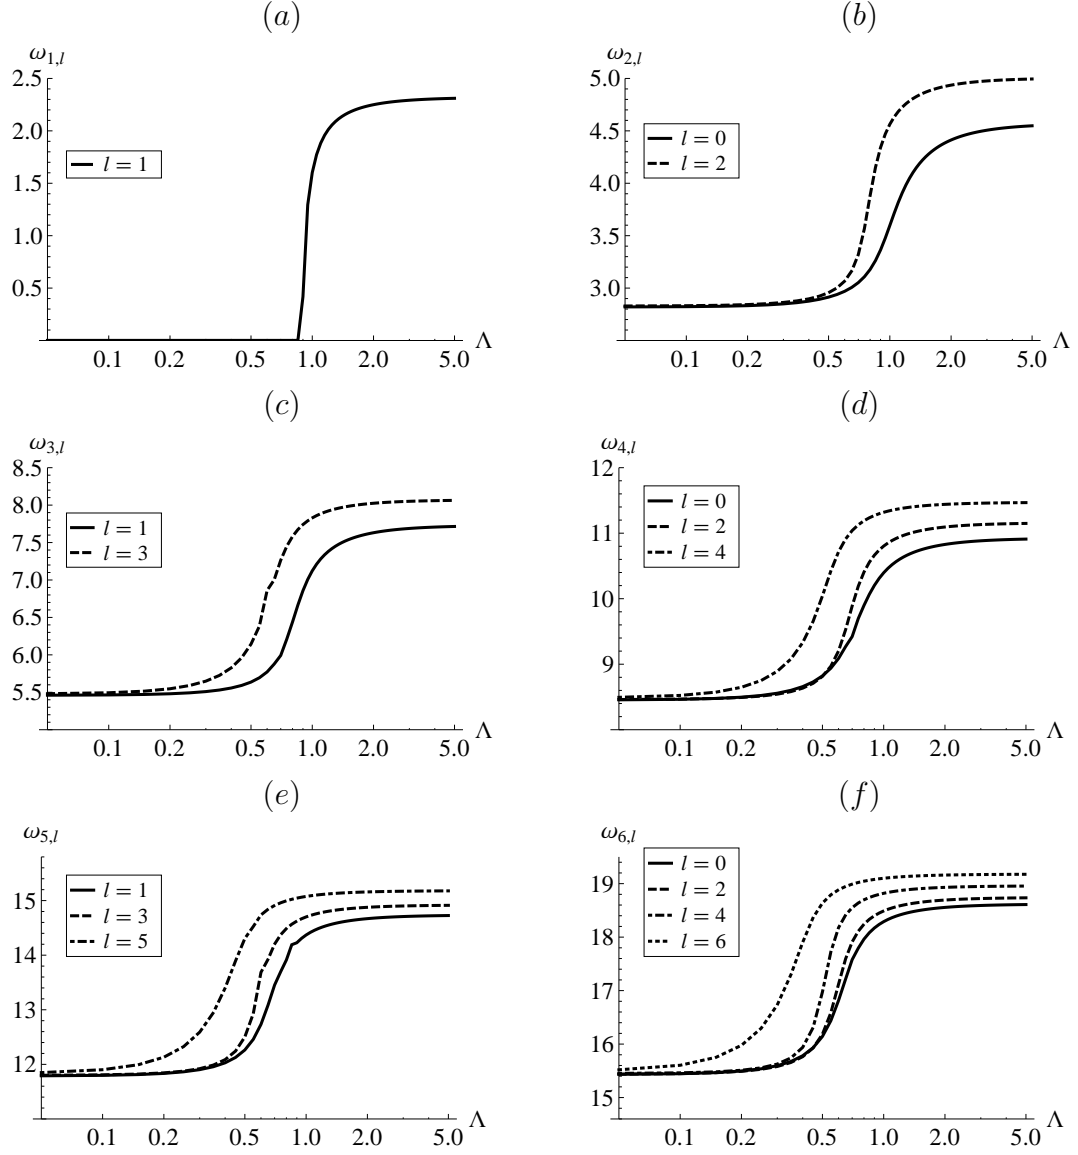 (a)
ω1,l
2.5
2.0
1.5
1.0
0.5
l = 1
0.1 0.2 0.5 1.0 2.0 5.0 Λ
(b)
ω2,l
5.0
4.5
4.0
3.5
3.0
l = 0
l = 2
0.1 0.2 0.5 1.0 2.0 5.0 Λ
(c)
ω3,l
8.5
8.0
7.5
7.0
6.5
6.0
5.5
l = 1
l = 3
0.1 0.2 0.5 1.0 2.0 5.0 Λ
(d)
ω4,l
12
11
10
9
l = 0
l = 2
l = 4
0.1 0.2 0.5 1.0 2.0 5.0 Λ
(e)
ω5,l
15
14
13
12
l = 1
l = 3
l = 5
0.1 0.2 0.5 1.0 2.0 5.0 Λ
(f)
ω6,l
19
18
17
16
15
l = 0
l = 2
l = 4
l = 6
0.1 0.2 0.5 1.0 2.0 5.0 Λ